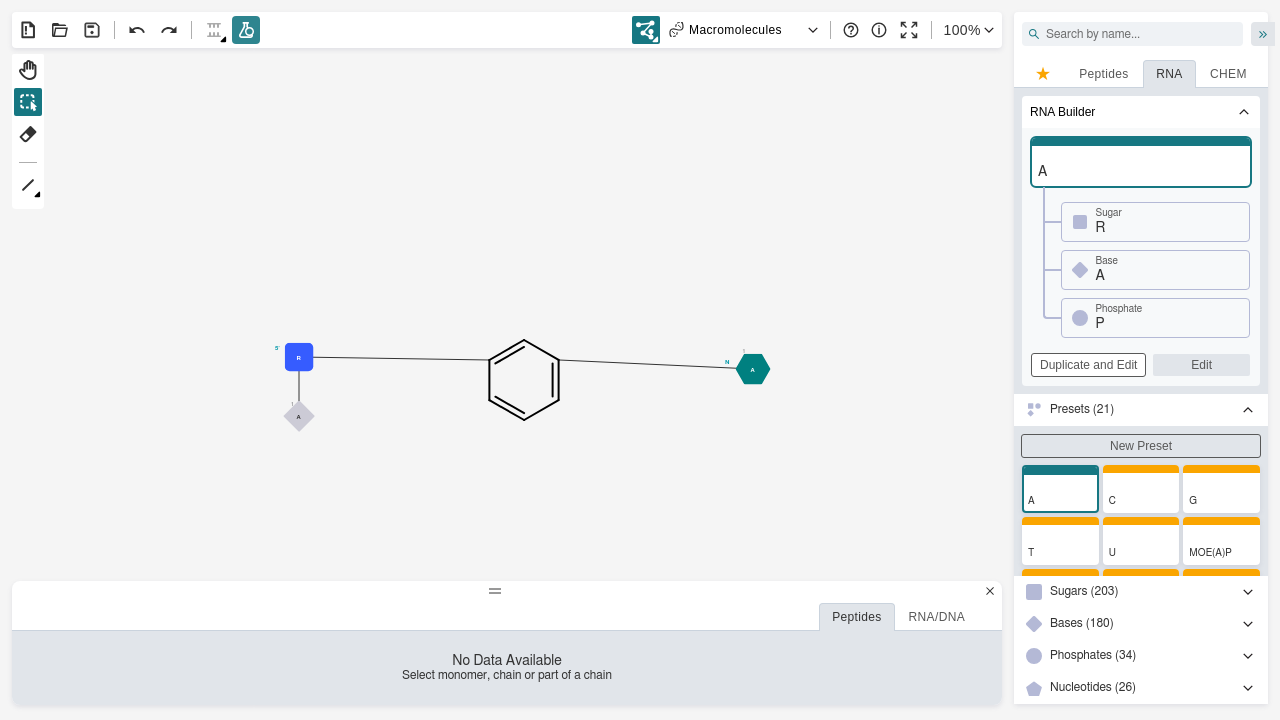 Macromolecules
100%
Search by name...
Peptides
RNA
CHEM
RNA Builder
A
Sugar
R
Base
A
Phosphate
P
Duplicate and Edit
Edit
Presets (21)
New Preset
A
C
G
T
U
MOE(A)P
Sugars (203)
Bases (180)
Phosphates (34)
Nucleotides (26)
5'
R
1
A
N
1
A
Peptides
RNA/DNA
No Data Available
Select monomer, chain or part of a chain